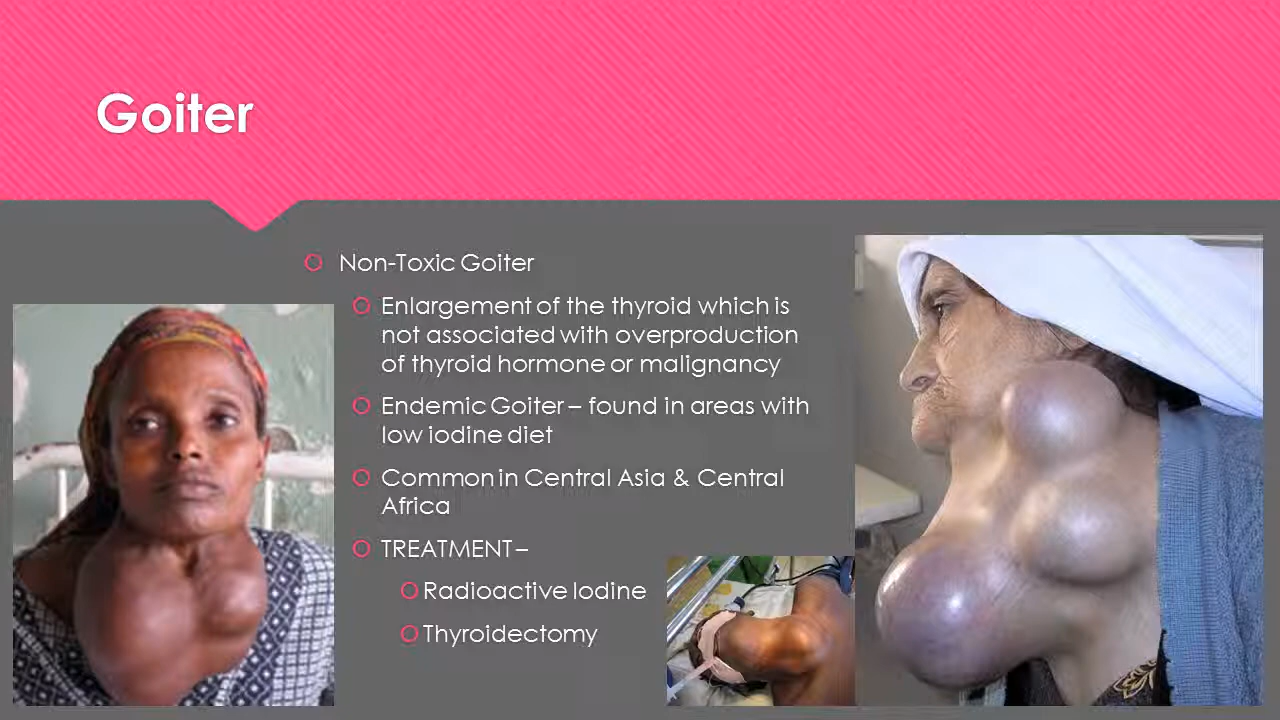 Goiter
Non-Toxic Goiter
Enlargement of the thyroid which is
not associated with overproduction
of thyroid hormone or malignancy
Endemic Goiter – found in areas with
low iodine diet
Common in Central Asia & Central
Africa
TREATMENT –
Radioactive Iodine
Thyroidectomy